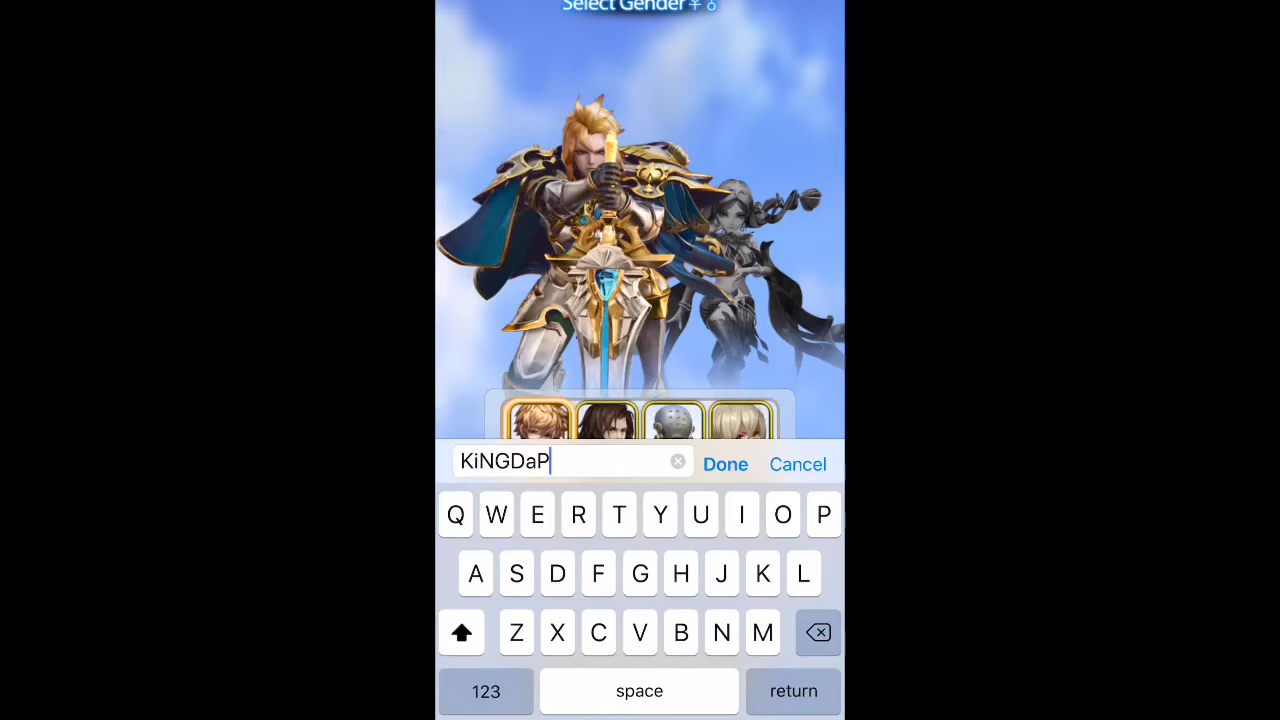 Select Gender♀♂
KiNGDaP
Done
Cancel
Q W E R T Y U I O P
A S D F G H J K L
Z X C V B N M
123
space
return